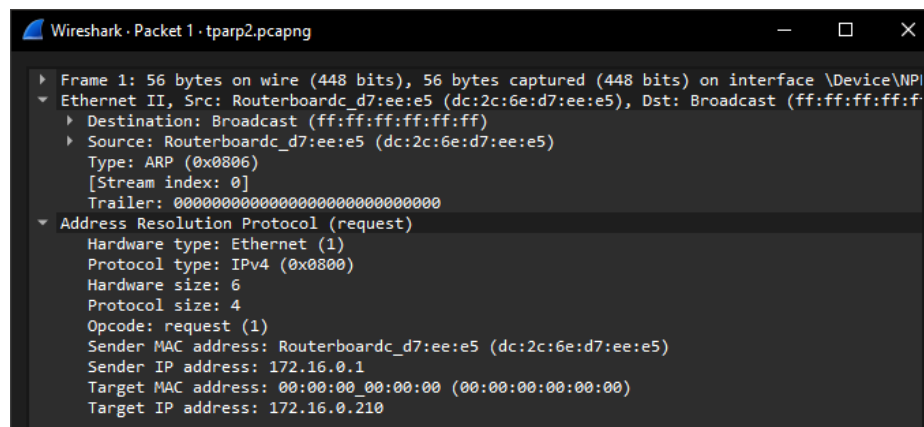 Wireshark · Packet 1 · tparp2.pcapng
Frame 1: 56 bytes on wire (448 bits), 56 bytes captured (448 bits) on interface \Device\NP
Ethernet II, Src: Routerboardc_d7:ee:e5 (dc:2c:6e:d7:ee:e5), Dst: Broadcast (ff:ff:ff:ff:f
Destination: Broadcast (ff:ff:ff:ff:ff:ff)
Source: Routerboardc_d7:ee:e5 (dc:2c:6e:d7:ee:e5)
Type: ARP (0x0806)
[Stream index: 0]
Trailer: 0000000000000000000000000000
Address Resolution Protocol (request)
Hardware type: Ethernet (1)
Protocol type: IPv4 (0x0800)
Hardware size: 6
Protocol size: 4
Opcode: request (1)
Sender MAC address: Routerboardc_d7:ee:e5 (dc:2c:6e:d7:ee:e5)
Sender IP address: 172.16.0.1
Target MAC address: 00:00:00_00:00:00 (00:00:00:00:00:00)
Target IP address: 172.16.0.210